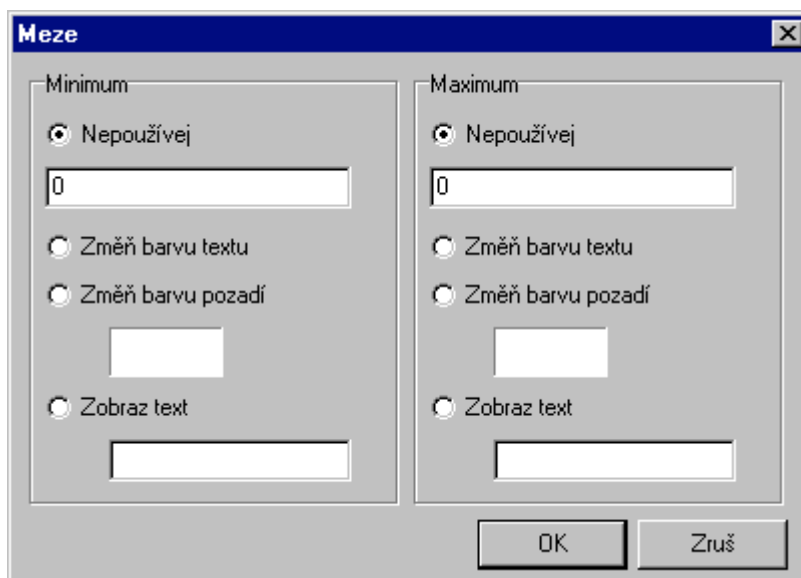 Meze
Minimum
Nepoužívej
0
Změň barvu textu
Změň barvu pozadí
Zobraz text
Maximum
Nepoužívej
0
Změň barvu textu
Změň barvu pozadí
Zobraz text
OK
Zruš